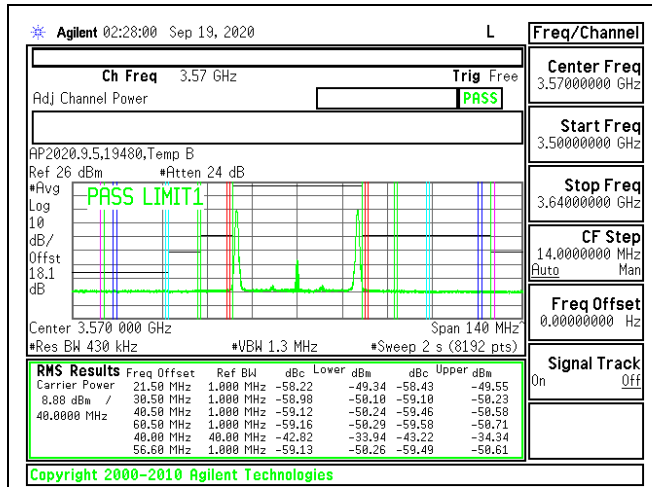 Agilent 02:28:00 Sep 19, 2020 L Freq/Channel
Ch Freq 3.57 GHz Trig Free
Adj Channel Power PASS
Center Freq
3.57000000 GHz
Start Freq
3.50000000 GHz
Stop Freq
3.64000000 GHz
CF Step
14.0000000 MHz
Auto Man
Freq Offset
0.00000000 Hz
Signal Track
On Off
AP2020.9.5,19480,Temp B
Ref 26 dBm #Atten 24 dB
#Avg
Log
10
dB/
Offst
18.1
dB
PASS LIMIT1
Center 3.570 000 GHz Span 140 MHz^
#Res BW 430 kHz #VBW 1.3 MHz #Sweep 2 s (8192 pts)
RMS Results Freq Offset Ref BW dBc Lower dBm dBc Upper dBm
Carrier Power 21.50 MHz 1.000 MHz -58.22 -49.34 -58.43 -49.55
8.88 dBm / 30.50 MHz 1.000 MHz -58.98 -50.10 -59.10 -50.23
40.0000 MHz 40.50 MHz 1.000 MHz -59.12 -50.24 -59.46 -50.58
60.50 MHz 1.000 MHz -59.16 -50.29 -59.58 -50.71
40.00 MHz 40.00 MHz -42.82 -33.94 -43.22 -34.34
56.60 MHz 1.000 MHz -59.13 -50.26 -59.49 -50.61
Copyright 2000-2010 Agilent Technologies